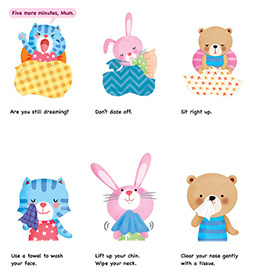 Five more minutes, Mum.
Are you still dreaming?
Don't doze off.
Sit right up.
Use a towel to wash
your face.
Lift up your chin.
Wipe your neck.
Clear your nose gently
with a tissue.